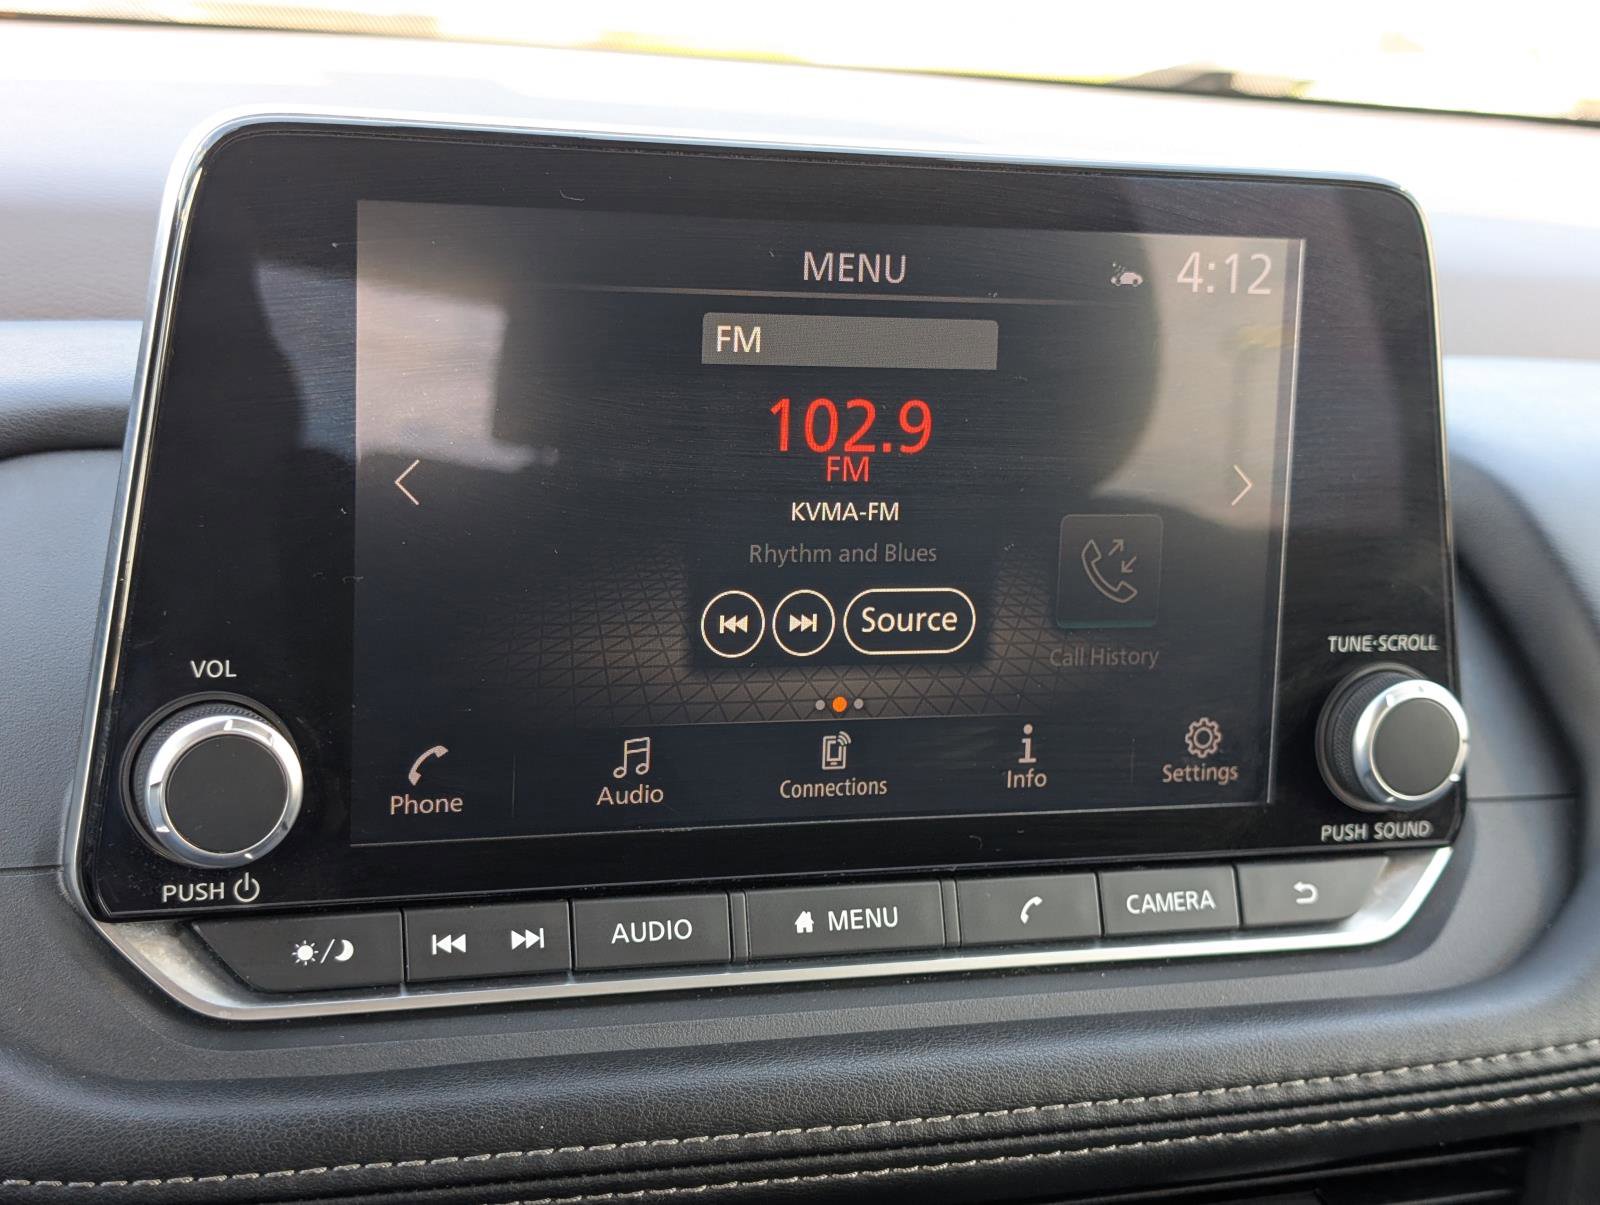 MENU
4:12
FM
102.9
FM
KVMA-FM
Rhythm and Blues
Source
Call History
Phone
Audio
Connections
Info
Settings
VOL
PUSH
TUNE·SCROLL
PUSH SOUND
AUDIO
MENU
CAMERA